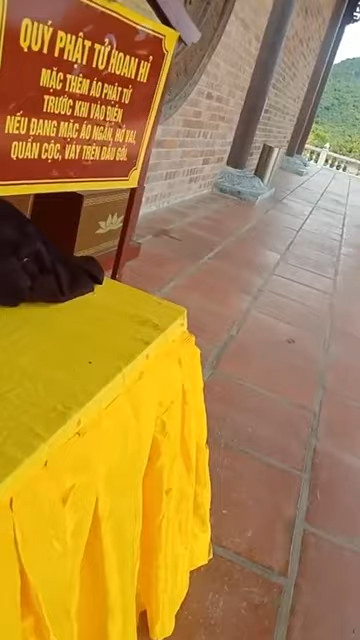 QUÝ PHẬT TỬ HOAN HỈ
MẶC THÊM ÁO PHẬT TỬ
TRƯỚC KHI VÀO ĐIỆN
NẾU ĐANG MẶC ÁO NGẮN, HỞ VAI,
QUẦN CỘC, VÁY TRÊN ĐẦU GỐI.